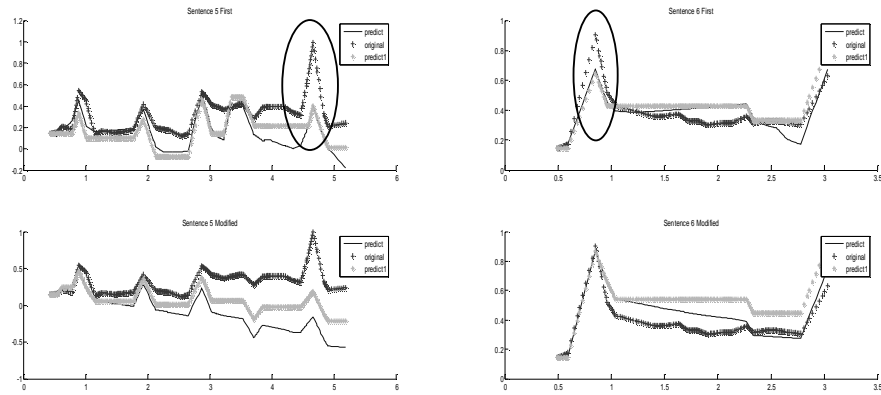 Sentence 5 First
predict
original
predict1
1.2
1
0.8
0.6
0.4
0.2
0
-0.2
0 1 2 3 4 5 6
Sentence 6 First
predict
original
predict1
1
0.8
0.6
0.4
0.2
0
0 0.5 1 1.5 2 2.5 3 3.5
Sentence 5 Modified
predict
original
predict1
1
0.5
0
-0.5
-1
0 1 2 3 4 5 6
Sentence 6 Modified
predict
original
predict1
1
0.8
0.6
0.4
0.2
0
0 0.5 1 1.5 2 2.5 3 3.5